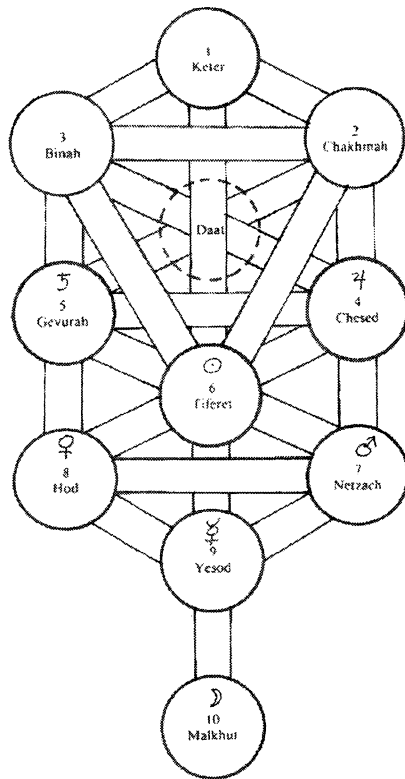 1
Keter
2
Chakhmah
3
Binah
Daat
♄
5
Gevurah
♃
4
Chesed
☉
6
Tiferet
♀
8
Hod
♂
7
Netzach
☿
9
Yesod
☽
10
Malkhut